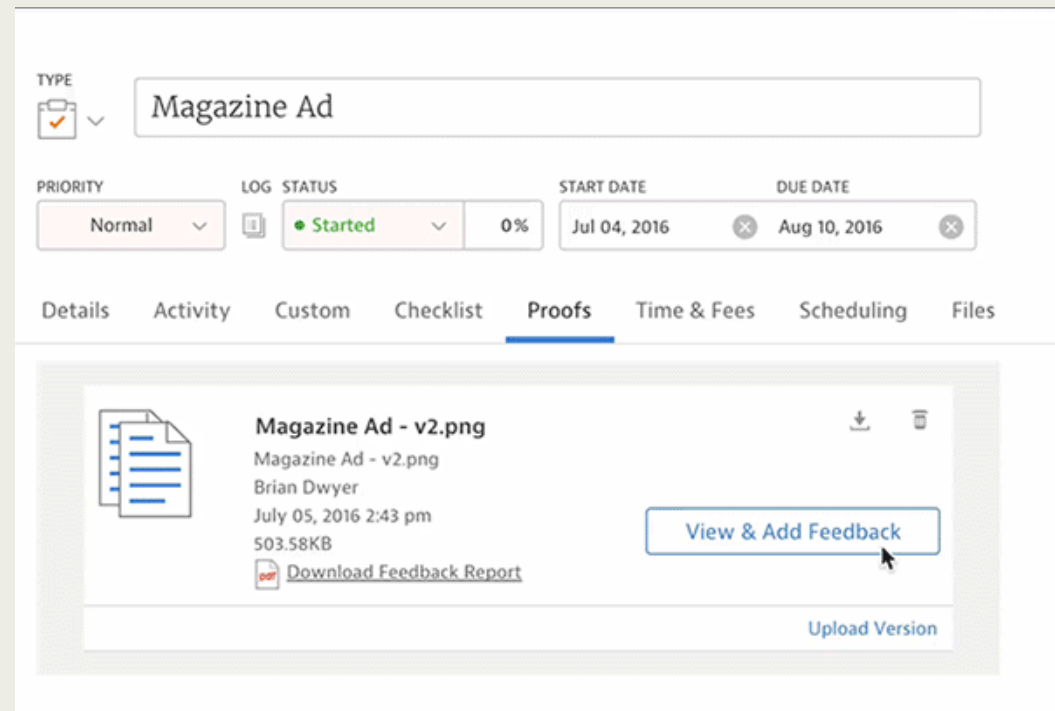 TYPE
Magazine Ad
PRIORITY LOG STATUS START DATE DUE DATE
Normal Started 0% Jul 04, 2016 Aug 10, 2016
Details Activity Custom Checklist Proofs Time & Fees Scheduling Files
Magazine Ad - v2.png
Magazine Ad - v2.png
Brian Dwyer
July 05, 2016 2:43 pm
View & Add Feedback
503.58KB
pdf Download Feedback Report
Upload Version